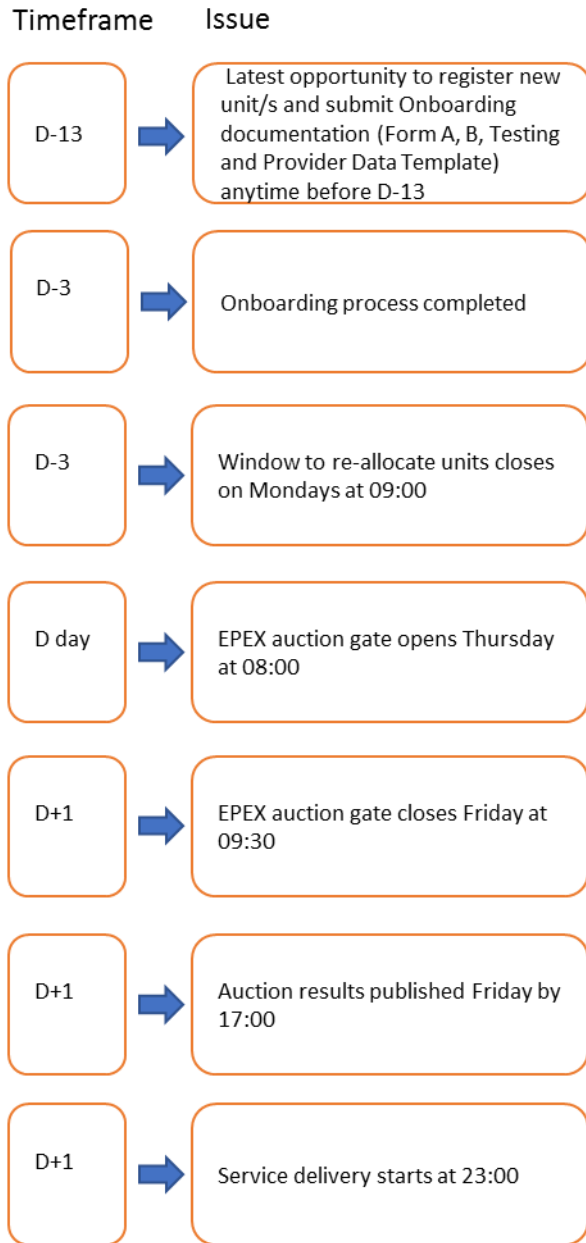 Timeframe Issue
D-13
Latest opportunity to register new
unit/s and submit Onboarding
documentation (Form A, B, Testing
and Provider Data Template)
anytime before D-13
D-3
Onboarding process completed
D-3
Window to re-allocate units closes
on Mondays at 09:00
D day
EPEX auction gate opens Thursday
at 08:00
D+1
EPEX auction gate closes Friday at
09:30
D+1
Auction results published Friday by
17:00
D+1
Service delivery starts at 23:00